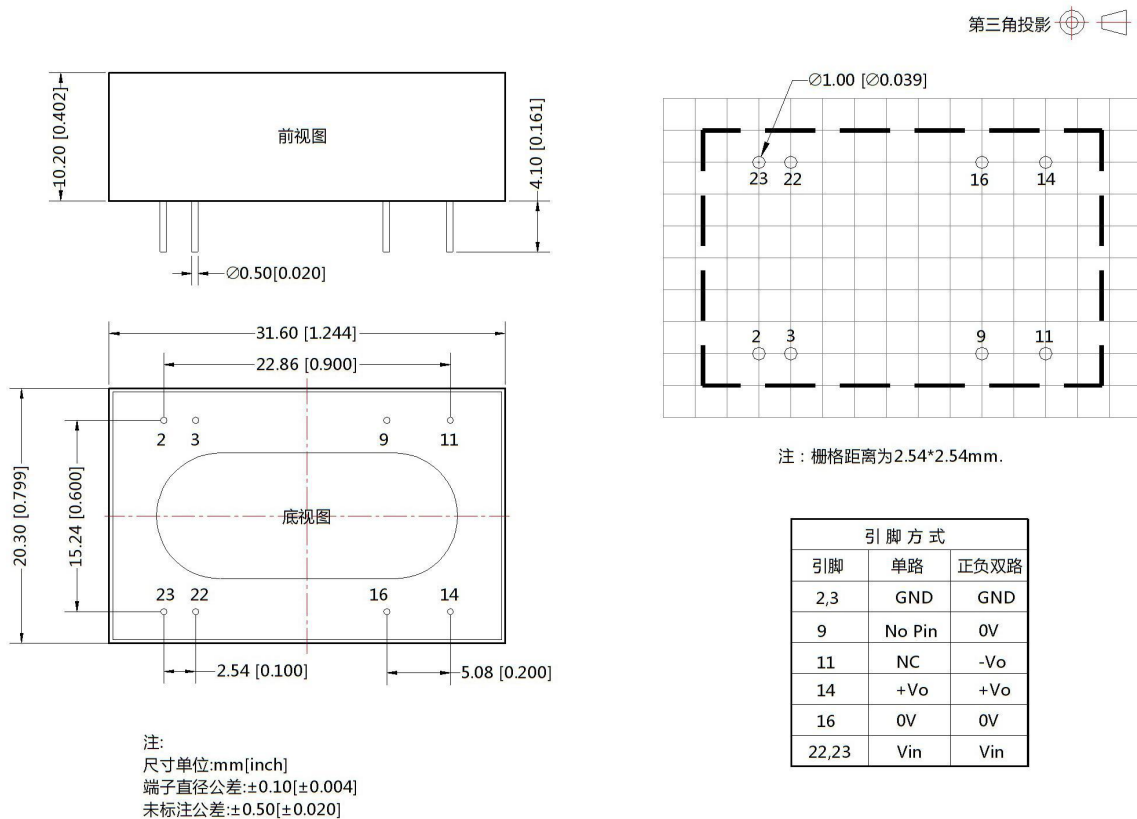 第三角投影
10.20 [0.402]
前视图
4.10 [0.161]
∅0.50[0.020]
∅1.00 [∅0.039]
23 22 16 14
2 3 9 11
注：栅格距离为2.54*2.54mm.
31.60 [1.244]
22.86 [0.900]
2 3 9 11
20.30 [0.799]
15.24 [0.600]
底视图
23 22 16 14
2.54 [0.100]
5.08 [0.200]
引 脚 方 式
引脚 单路 正负双路
2,3 GND GND
9 No Pin 0V
11 NC -Vo
14 +Vo +Vo
16 0V 0V
22,23 Vin Vin
注:
尺寸单位:mm[inch]
端子直径公差:±0.10[±0.004]
未标注公差:±0.50[±0.020]